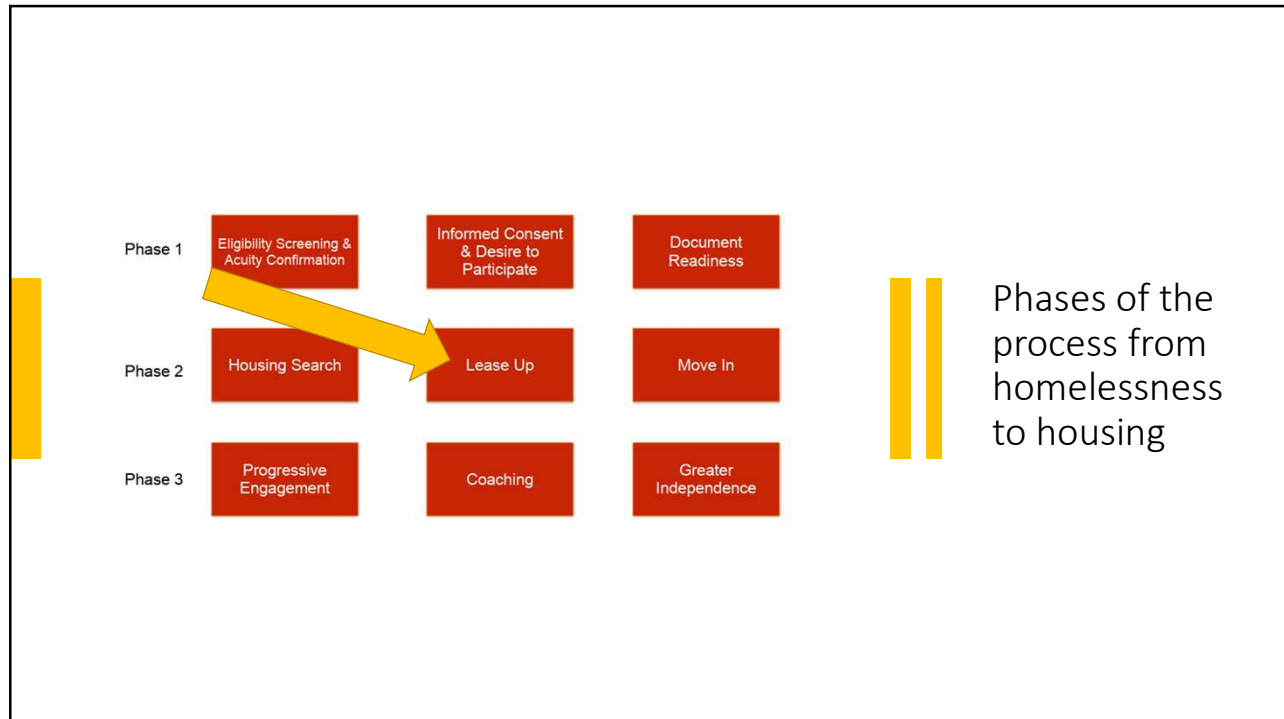 Phase 1
Eligibility Screening &
Acuity Confirmation
Informed Consent
& Desire to
Participate
Document
Readiness
Phase 2
Housing Search
Lease Up
Move In
Phase 3
Progressive
Engagement
Coaching
Greater
Independence
Phases of the
process from
homelessness
to housing